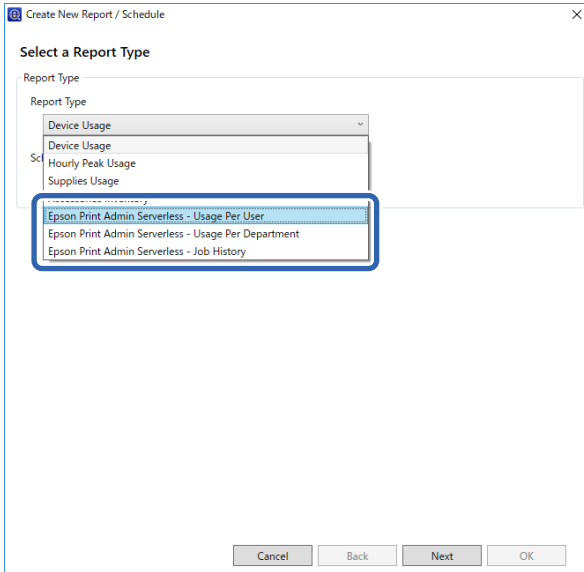 Create New Report / Schedule
Select a Report Type
Report Type
Report Type
Device Usage
Device Usage
Hourly Peak Usage
Supplies Usage
Epson Print Admin Serverless - Usage Per User
Epson Print Admin Serverless - Usage Per Department
Epson Print Admin Serverless - Job History
Cancel
Back
Next
OK